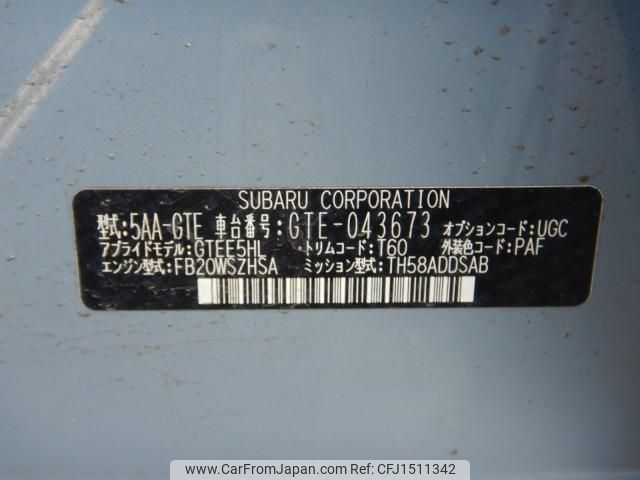 SUBARU CORPORATION
型式:5AA-GTE 車台番号:GTE-043673 オプションコード:UGC
アプライドモデル:GTEE5HL トリムコード:T60 外装色コード:PAF
エンジン型式:FB20WSZHSA ミッション型式:TH58ADDSAB
www.CarFromJapan.com - CFJ1511342